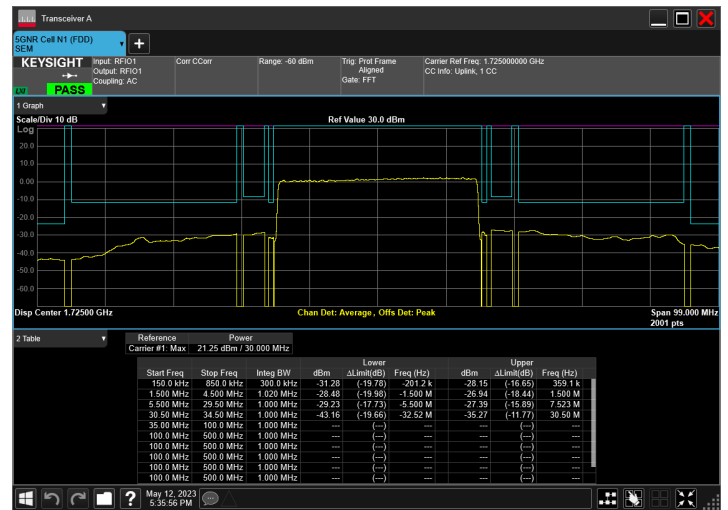 Transceiver A
5GNR Cell N1 (FDD)
SEM
KEYSIGHT
PASS
Input: RFIO1
Output: RFIO1
Coupling: AC
Corr CCorr
Range: -60 dBm
Trig: Prot Frame
Aligned
Gate: FFT
Carrier Ref Freq: 1.725000000 GHz
CC Info: Uplink, 1 CC
1 Graph
Scale/Div 10 dB
Ref Value 30.0 dBm
Log
20.0
10.0
0.00
-10.0
-20.0
-30.0
-40.0
-50.0
-60.0
Disp Center 1.72500 GHz
Chan Det: Average , Offs Det: Peak
Span 99.000 MHz
2001 pts
2 Table
Reference Power
Carrier #1: Max 21.25 dBm / 30.000 MHz
Lower Upper
Start Freq Stop Freq Integ BW dBm ΔLimit(dB) Freq (Hz) dBm ΔLimit(dB) Freq (Hz)
150.0 kHz 850.0 kHz 300.0 kHz -31.28 (-19.78) -201.2 k -28.15 (-16.65) 359.1 k
1.500 MHz 4.500 MHz 1.020 MHz -28.48 (-19.98) -1.500 M -26.94 (-18.44) 1.500 M
5.500 MHz 29.50 MHz 1.000 MHz -29.23 (-17.73) -5.500 M -27.39 (-15.89) 7.523 M
30.50 MHz 34.50 MHz 1.000 MHz -43.16 (-19.66) -32.52 M -35.27 (-11.77) 30.50 M
35.00 MHz 100.0 MHz 1.000 MHz --- (---) --- --- (---) ---
100.0 MHz 500.0 MHz 1.000 MHz --- (---) --- --- (---) ---
100.0 MHz 500.0 MHz 1.000 MHz --- (---) --- --- (---) ---
100.0 MHz 500.0 MHz 1.000 MHz --- (---) --- --- (---) ---
100.0 MHz 500.0 MHz 1.000 MHz --- (---) --- --- (---) ---
100.0 MHz 500.0 MHz 1.000 MHz --- (---) --- --- (---) ---
May 12, 2023
5:35:56 PM